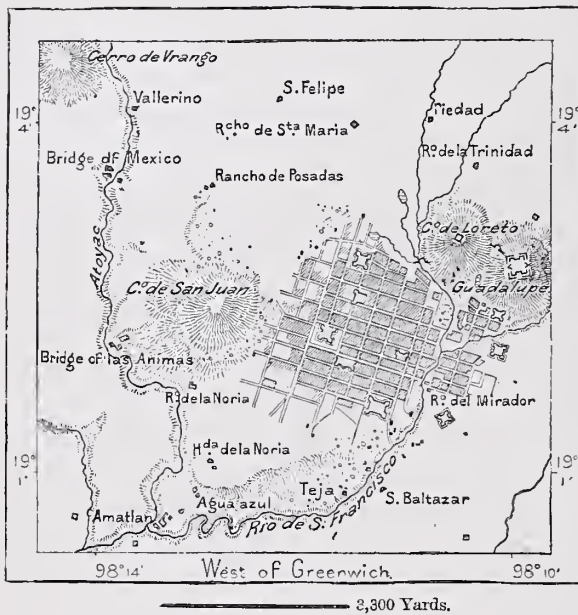 Cerro de Vrango
Vallerino
S. Felipe
19° 4'
Piedad
19° 4'
Rcho de Sta Maria
Bridge of Mexico
Ro. de la Trinidad
Rancho de Posadas
Atoyac
Co. de Loreto
Guadalupe
Co. de San Juan
Bridge of las Animas
Ro. de la Noria
Ro. del Mirador
Hda de la Noria
19° 1'
19° 1'
Agua azul
Teja
S. Baltazar
Amatlan
Rio de S. Francisco
98° 14'
West of Greenwich.
98° 10'
3,300 Yards.